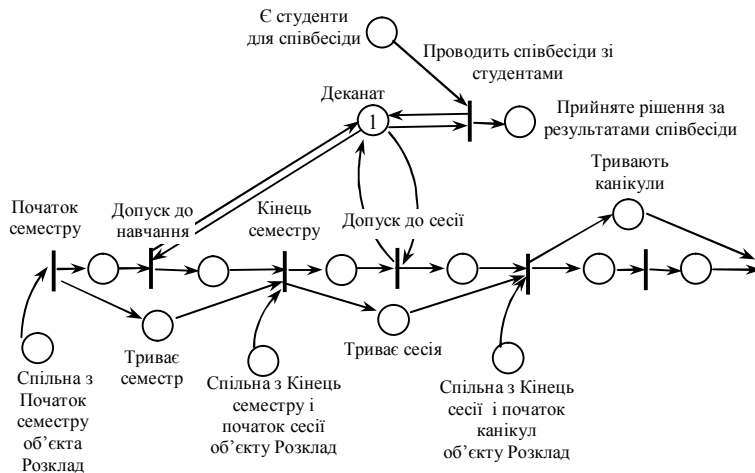 Є студенти
для співбесіди
Проводить співбесіди зі
студентами
Деканат
1
Прийняте рішення за
результатами співбесіди
Тривають
канікули
Початок
семестру
Допуск до
навчання
Кінець
семестру
Допуск до сесії
Триває
семестр
Триває сесія
Спільна з
Початок
семестру
об’єкта
Розклад
Спільна з Кінець
семестру і
початок сесії
об’єкту Розклад
Спільна з Кінець
сесії і початок
канікул
об’єкту Розклад